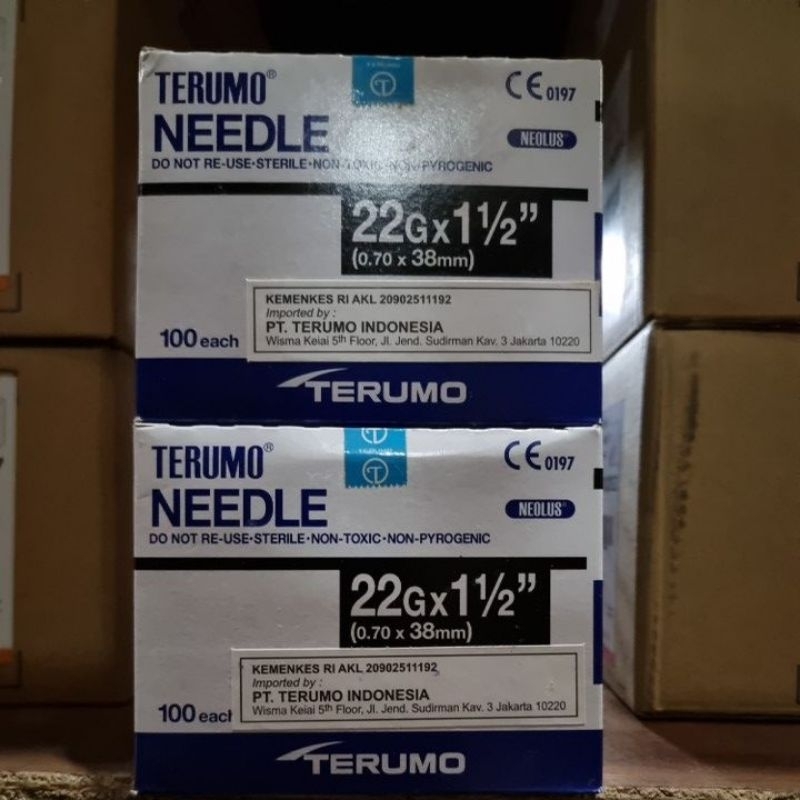 TERUMO®
CE 0197
NEEDLE
NEOLUS®
DO NOT RE-USE·STERILE·NON-TOXIC·NON-PYROGENIC
22G x 1½"
(0.70 x 38mm)
KEMENKES RI AKL 20902511192
Imported by :
PT. TERUMO INDONESIA
Wisma Keiai 5th Floor, Jl. Jend. Sudirman Kav. 3 Jakarta 10220
100 each
TERUMO
TERUMO®
CE 0197
NEEDLE
NEOLUS®
DO NOT RE-USE·STERILE·NON-TOXIC·NON-PYROGENIC
22G x 1½"
(0.70 x 38mm)
KEMENKES RI AKL 20902511192
Imported by :
PT. TERUMO INDONESIA
Wisma Keiai 5th Floor, Jl. Jend. Sudirman Kav. 3 Jakarta 10220
100 each
TERUMO